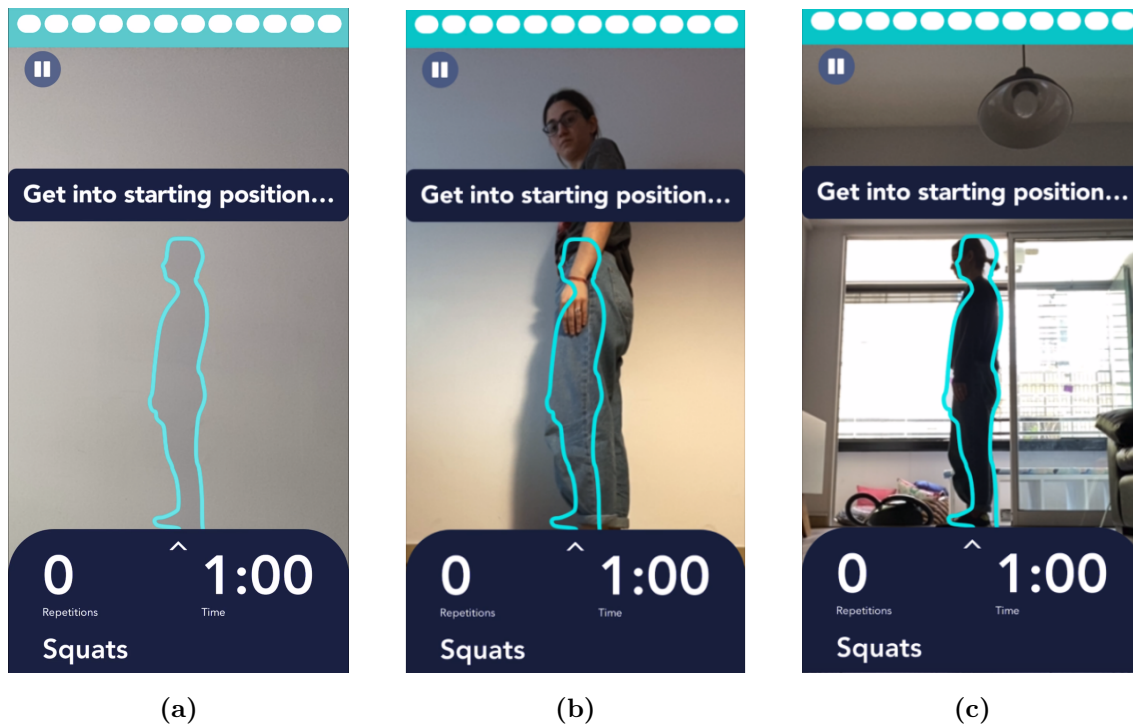 Get into starting position...
0
1:00
Repetitions
Time
Squats
(a)
Get into starting position...
0
1:00
Repetitions
Time
Squats
(b)
Get into starting position...
0
1:00
Repetitions
Time
Squats
(c)